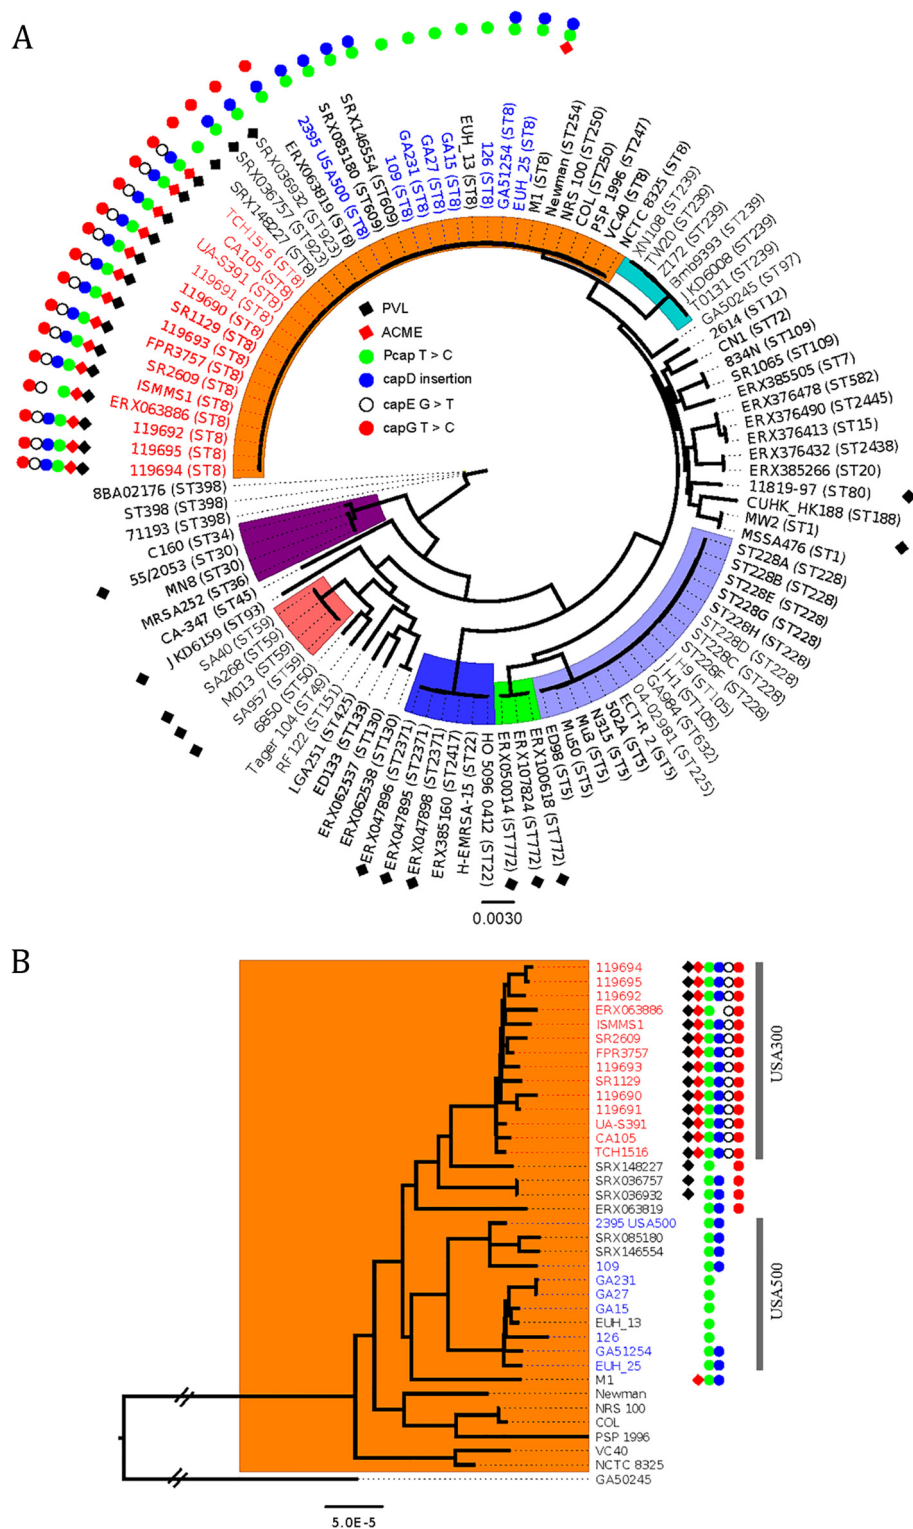 A
SRX146554 (ST609)
SRX085180 (ST609)
2395 USA500 (ST8)
ERX063819 (ST8)
SRX036932 (ST923)
SRX036757 (ST923)
SRX148227 (ST8)
TCH1516 (ST8)
CA105 (ST8)
UA-S391 (ST8)
119691 (ST8)
119690 (ST8)
SR1129 (ST8)
119693 (ST8)
FPR3757 (ST8)
SR2609 (ST8)
ISMMS1 (ST8)
ERX063886 (ST8)
119692 (ST8)
119695 (ST8)
119694 (ST8)
8BA02176 (ST398)
ST398 (ST398)
71193 (ST398)
C160 (ST34)
55/2053 (ST30)
MN8 (ST30)
MRSA252 (ST36)
CA-347 (ST45)
JKD6159 (ST93)
SA40 (ST59)
SA268 (ST59)
M013 (ST59)
SA957 (ST59)
6850 (ST50)
Tager 104 (ST49)
RF122 (ST151)
LGA251 (ST425)
ED133 (ST133)
ERX062537 (ST130)
ERX062538 (ST130)
ERX047896 (ST2371)
ERX047895 (ST2371)
ERX047898 (ST2371)
ERX385160 (ST2417)
H-EMRSA-15 (ST22)
HOI 5096 0412 (ST22)
ERX050014 (ST772)
ERX107824 (ST772)
ERX100618 (ST772)
ED98 (ST5)
Mu50 (ST5)
Mu3 (ST5)
N315 (ST5)
502A (ST5)
ECT-R 2 (ST5)
04-02981 (ST225)
GA984 (ST632)
JH1 (ST105)
JH9 (ST105)
ST228F (ST228)
ST228C (ST228)
ST228D (ST228)
ST228H (ST228)
ST228G (ST228)
ST228E (ST228)
ST228B (ST228)
ST228A (ST228)
MSSA476 (ST1)
MW2 (ST1)
CUHK_HK188 (ST188)
11819-97 (ST80)
ERX385266 (ST20)
ERX376432 (ST2438)
ERX376413 (ST15)
ERX376490 (ST2445)
ERX376478 (ST582)
ERX385505 (ST7)
SR1065 (ST109)
834N (ST109)
CN1 (ST72)
2614 (ST12)
GA50245 (ST97)
T0131 (ST239)
JKD6008 (ST239)
Bmb9393 (ST239)
Z172 (ST239)
TW20 (ST239)
XN108 (ST239)
NCTC 8325 (ST8)
VC40 (ST8)
PSP 1996 (ST247)
COL (ST250)
NRS 100 (ST250)
Newman (ST254)
M1 (ST8)
EUH_25 (ST8)
GA51254 (ST8)
126 (ST8)
EUH_13 (ST8)
GA15 (ST8)
GA27 (ST8)
GA231 (ST8)
109 (ST8)
PVL
ACME
Pcap T > C
capD insertion
capE G > T
capG T > C
0.0030
B
119694
119695
119692
ERX063886
ISMMS1
SR2609
FPR3757
119693
SR1129
119690
119691
UA-S391
CA105
TCH1516
SRX148227
SRX036757
SRX036932
ERX063819
2395 USA500
SRX085180
SRX146554
109
GA231
GA27
GA15
EUH_13
126
GA51254
EUH_25
M1
Newman
NRS 100
COL
PSP 1996
VC40
NCTC 8325
GA50245
USA300
USA500
5.0E-5